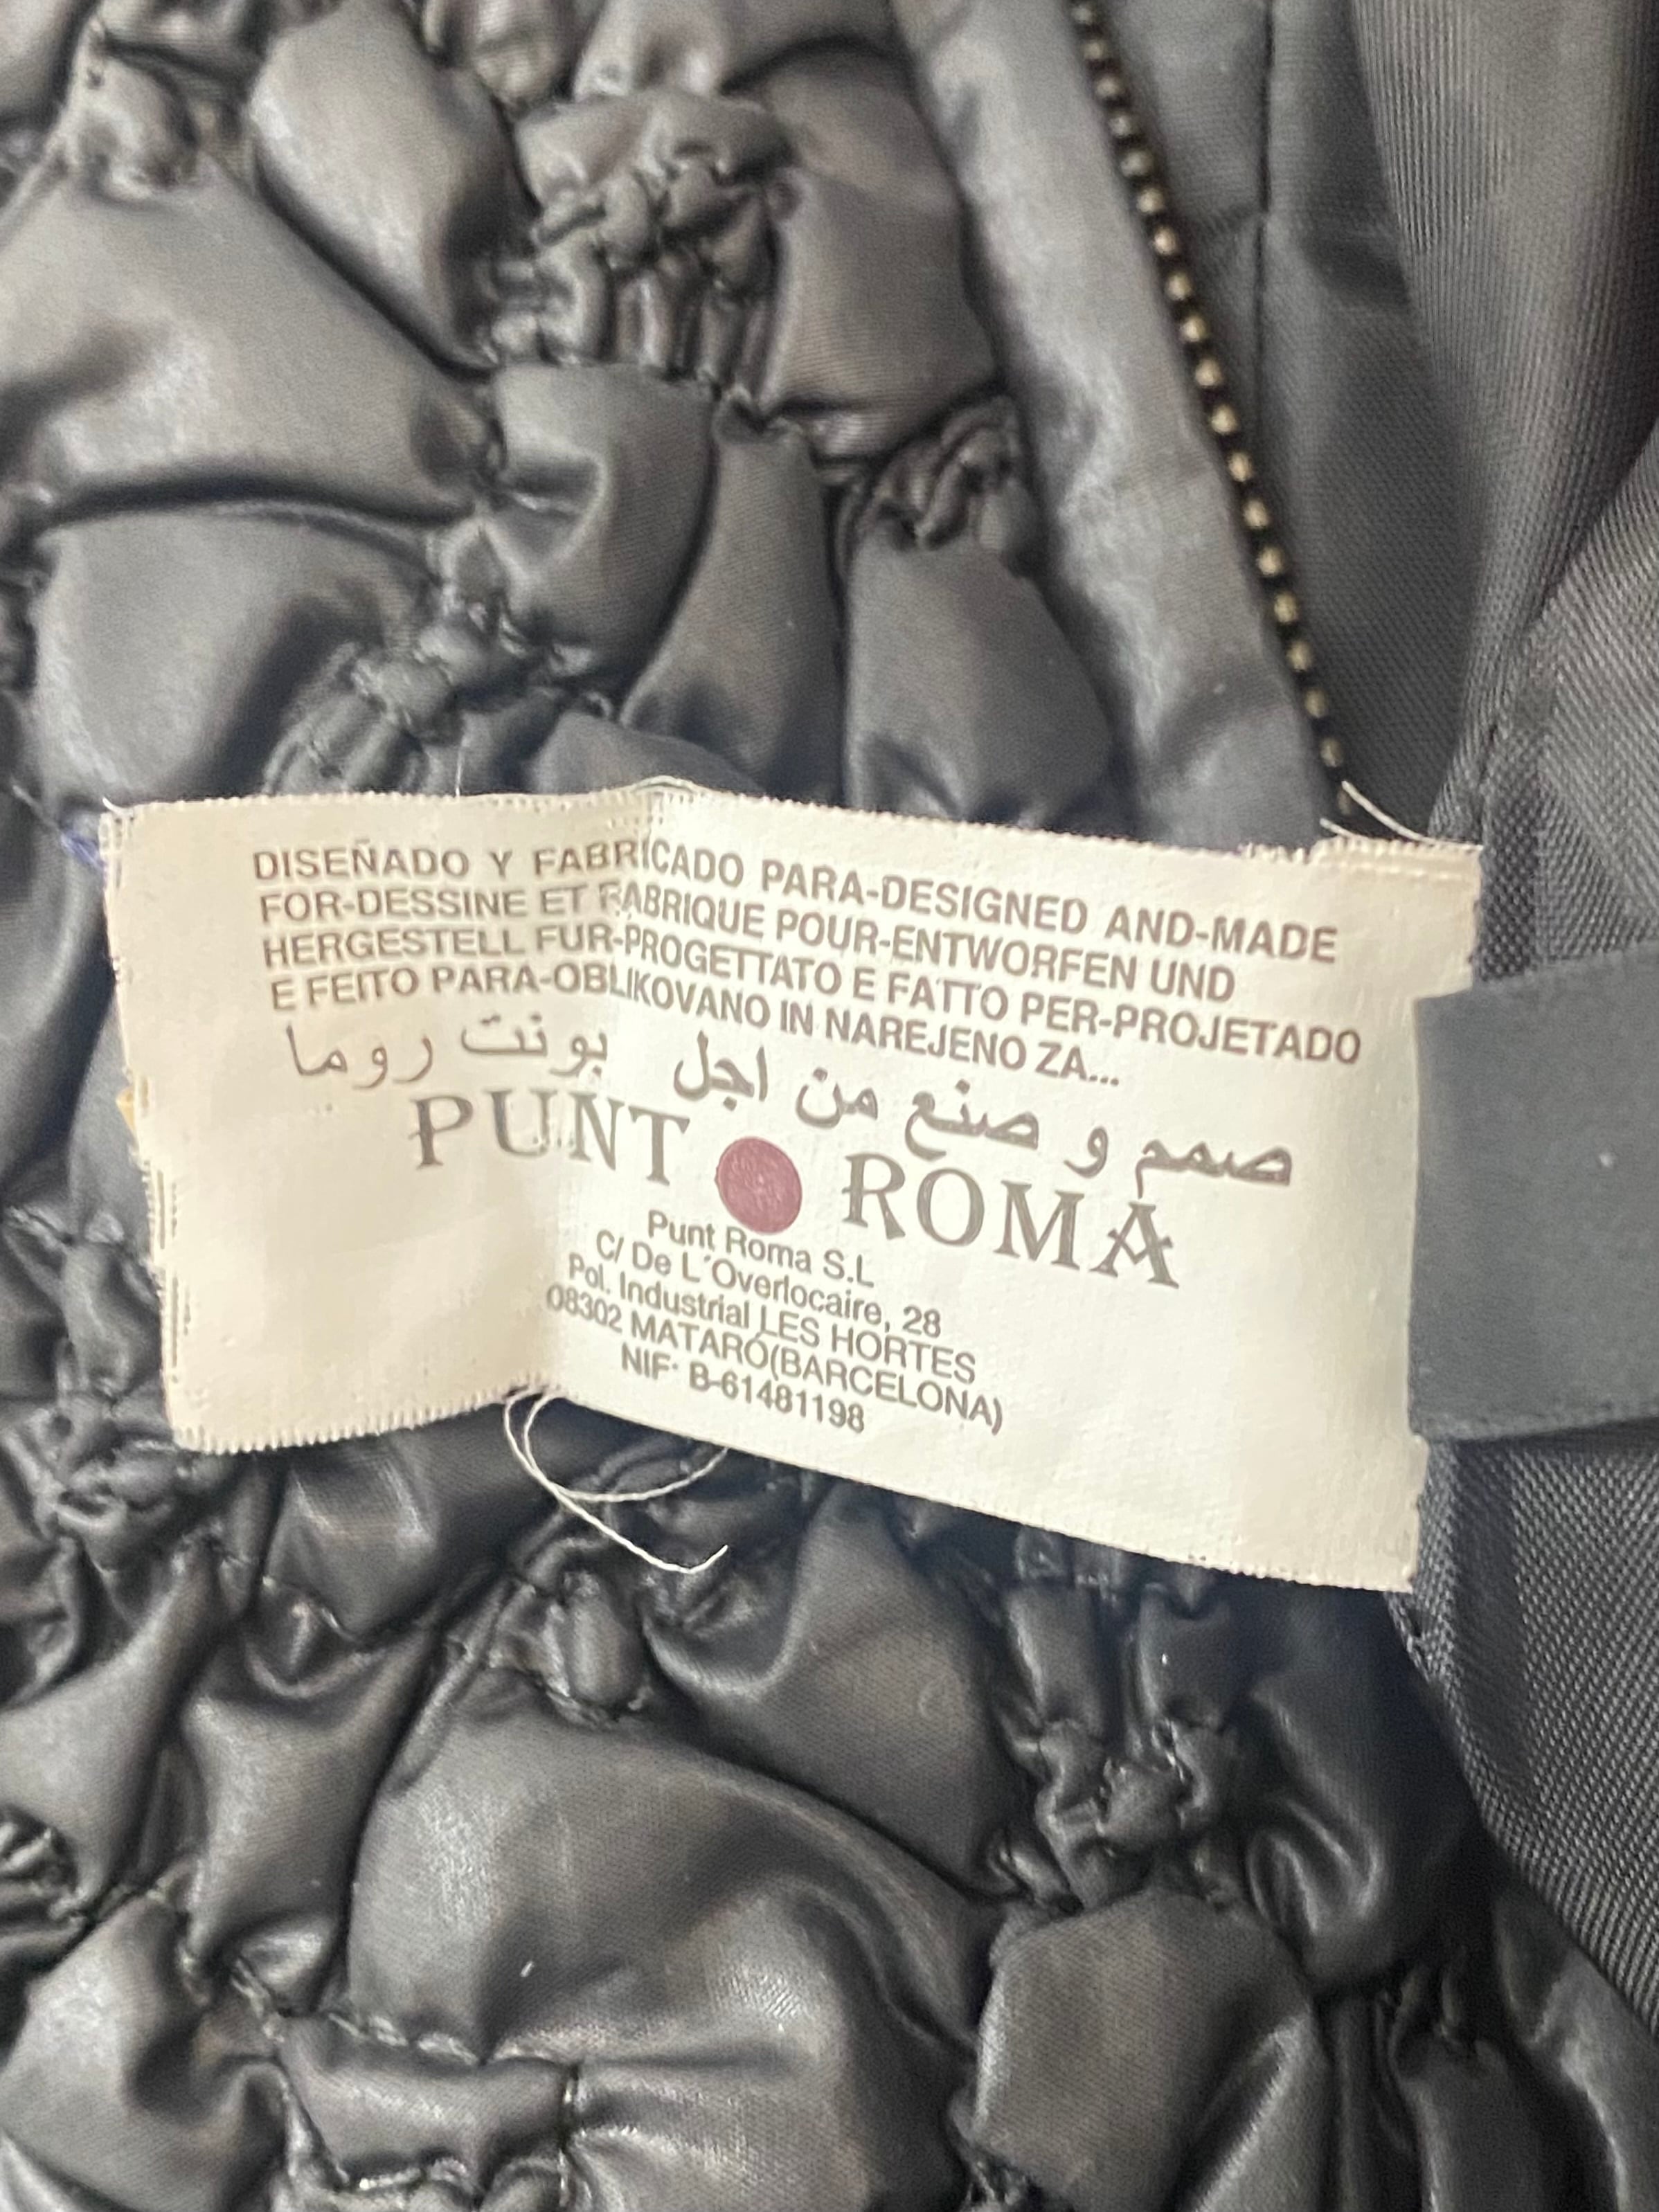 DISEÑADO Y FABRICADO PARA-DESIGNED AND-MADE
FOR-DESSINE ET FABRIQUE POUR-ENTWORFEN UND
HERGESTELL FUR-PROGETTATO E FATTO PER-PROJETADO
E FEITO PARA-OBLIKOVANO IN NAREJENO ZA...
صمم و صنع من اجل بونت روما
PUNT ROMA
Punt Roma S.L
C/ De L'Overlocaire, 28
Pol. Industrial LES HORTES
08302 MATARÓ(BARCELONA)
NIF: B-61481198